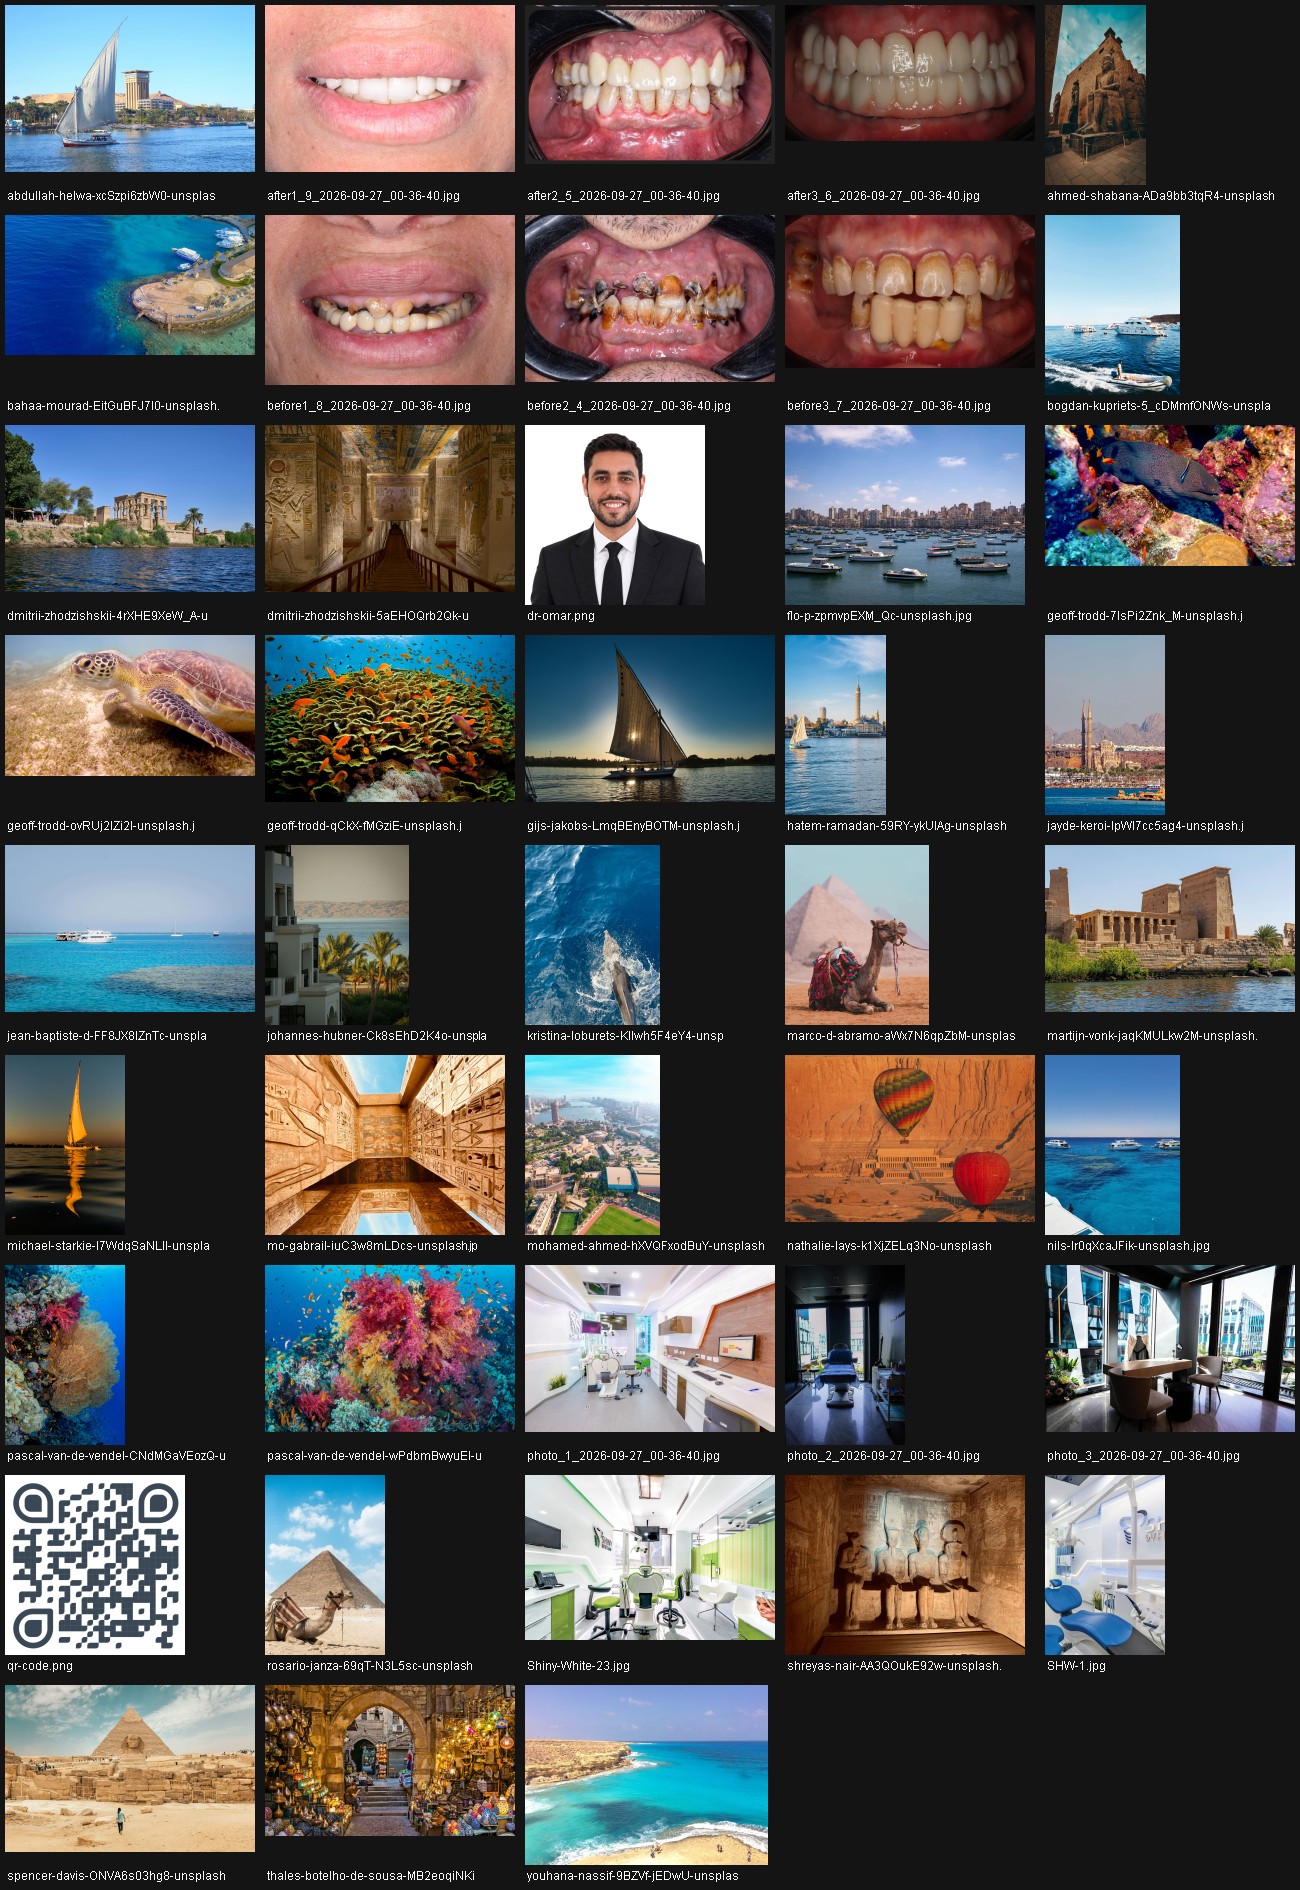 abdullah-helwa-xcSzpi6zbW0-unsplas
after1_9_2026-09-27_00-36-40.jpg
after2_5_2026-09-27_00-36-40.jpg
after3_6_2026-09-27_00-36-40.jpg
ahmed-shabana-ADa9bb3tqR4-unsplash
bahaa-mourad-EitGuBFJ7I0-unsplash.
before1_8_2026-09-27_00-36-40.jpg
before2_4_2026-09-27_00-36-40.jpg
before3_7_2026-09-27_00-36-40.jpg
bogdan-kupriets-5_cDMmfONWs-unspla
dmitrii-zhodzishskii-4rXHE9XeW_A-u
dmitrii-zhodzishskii-5aEHOQrb2Qk-u
dr-omar.png
flo-p-zpmvpEXM_Qc-unsplash.jpg
geoff-trodd-7IsPi2Znk_M-unsplash.j
geoff-trodd-ovRUj2IZi2I-unsplash.j
geoff-trodd-qCkX-fMGziE-unsplash.j
gijs-jakobs-LmqBEnyBOTM-unsplash.j
hatem-ramadan-59RY-ykUIAg-unsplash
jayde-keroi-lpWI7cc5ag4-unsplash.j
jean-baptiste-d-FF8JX8IZnTc-unspla
johannes-hubner-Ck8sEhD2K4o-unspla
kristina-loburets-KIlwh5F4eY4-unsp
marco-d-abramo-aWx7N6qpZbM-unsplas
martijn-vonk-jaqKMULkw2M-unsplash.
michael-starkie-I7WdqSaNLII-unspla
mo-gabrail-iuC3w8mLDcs-unsplash.jp
mohamed-ahmed-hXVQFxodBuY-unsplash
nathalie-lays-k1XjZELq3No-unsplash
nils-lr0qXcaJFik-unsplash.jpg
pascal-van-de-vendel-CNdMGaVEozQ-u
pascal-van-de-vendel-wPdbmBwyuEI-u
photo_1_2026-09-27_00-36-40.jpg
photo_2_2026-09-27_00-36-40.jpg
photo_3_2026-09-27_00-36-40.jpg
qr-code.png
rosario-janza-69qT-N3L5sc-unsplash
Shiny-White-23.jpg
shreyas-nair-AA3QOukE92w-unsplash.
SHW-1.jpg
spencer-davis-ONVA6s03hg8-unsplash
thales-botelho-de-sousa-MB2eoqiNKi
youhana-nassif-9BZVf-jEDwU-unsplas